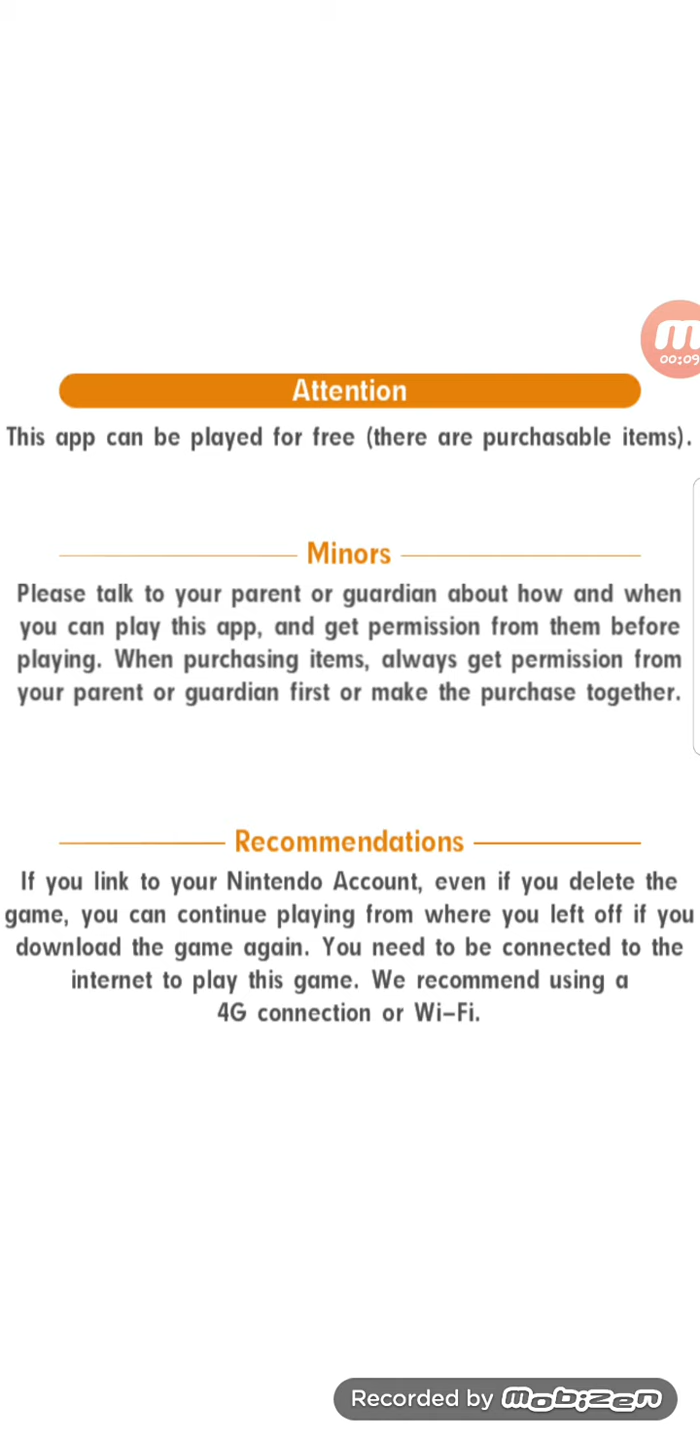 m
00:09
Attention
This app can be played for free (there are purchasable items).
Minors
Please talk to your parent or guardian about how and when
you can play this app, and get permission from them before
playing. When purchasing items, always get permission from
your parent or guardian first or make the purchase together.
Recommendations
If you link to your Nintendo Account, even if you delete the
game, you can continue playing from where you left off if you
download the game again. You need to be connected to the
internet to play this game. We recommend using a
4G connection or Wi-Fi.
Recorded by mobizen